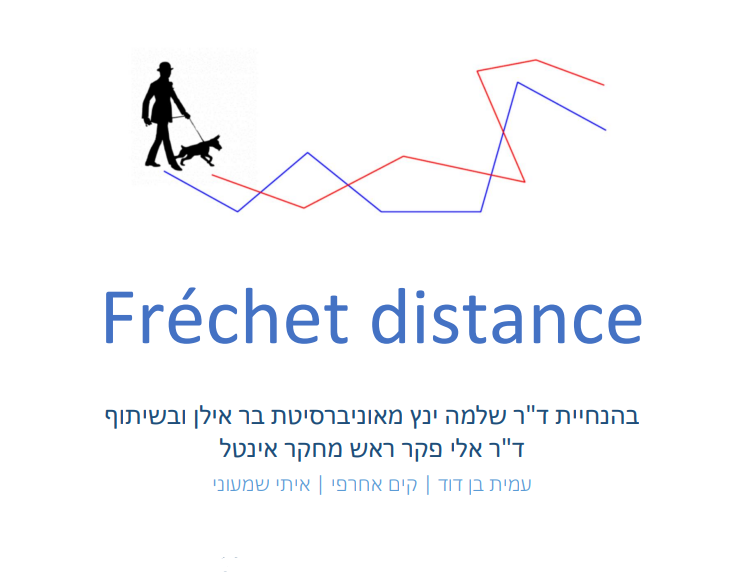 Fréchet distance
בהנחיית ד"ר שלמה ינץ מאוניברסיטת בר אילן ובשיתוף
ד"ר אלי פקר ראש מחקר אינטל
עמית בן דוד | קים אחרפי | איתי שמעוני